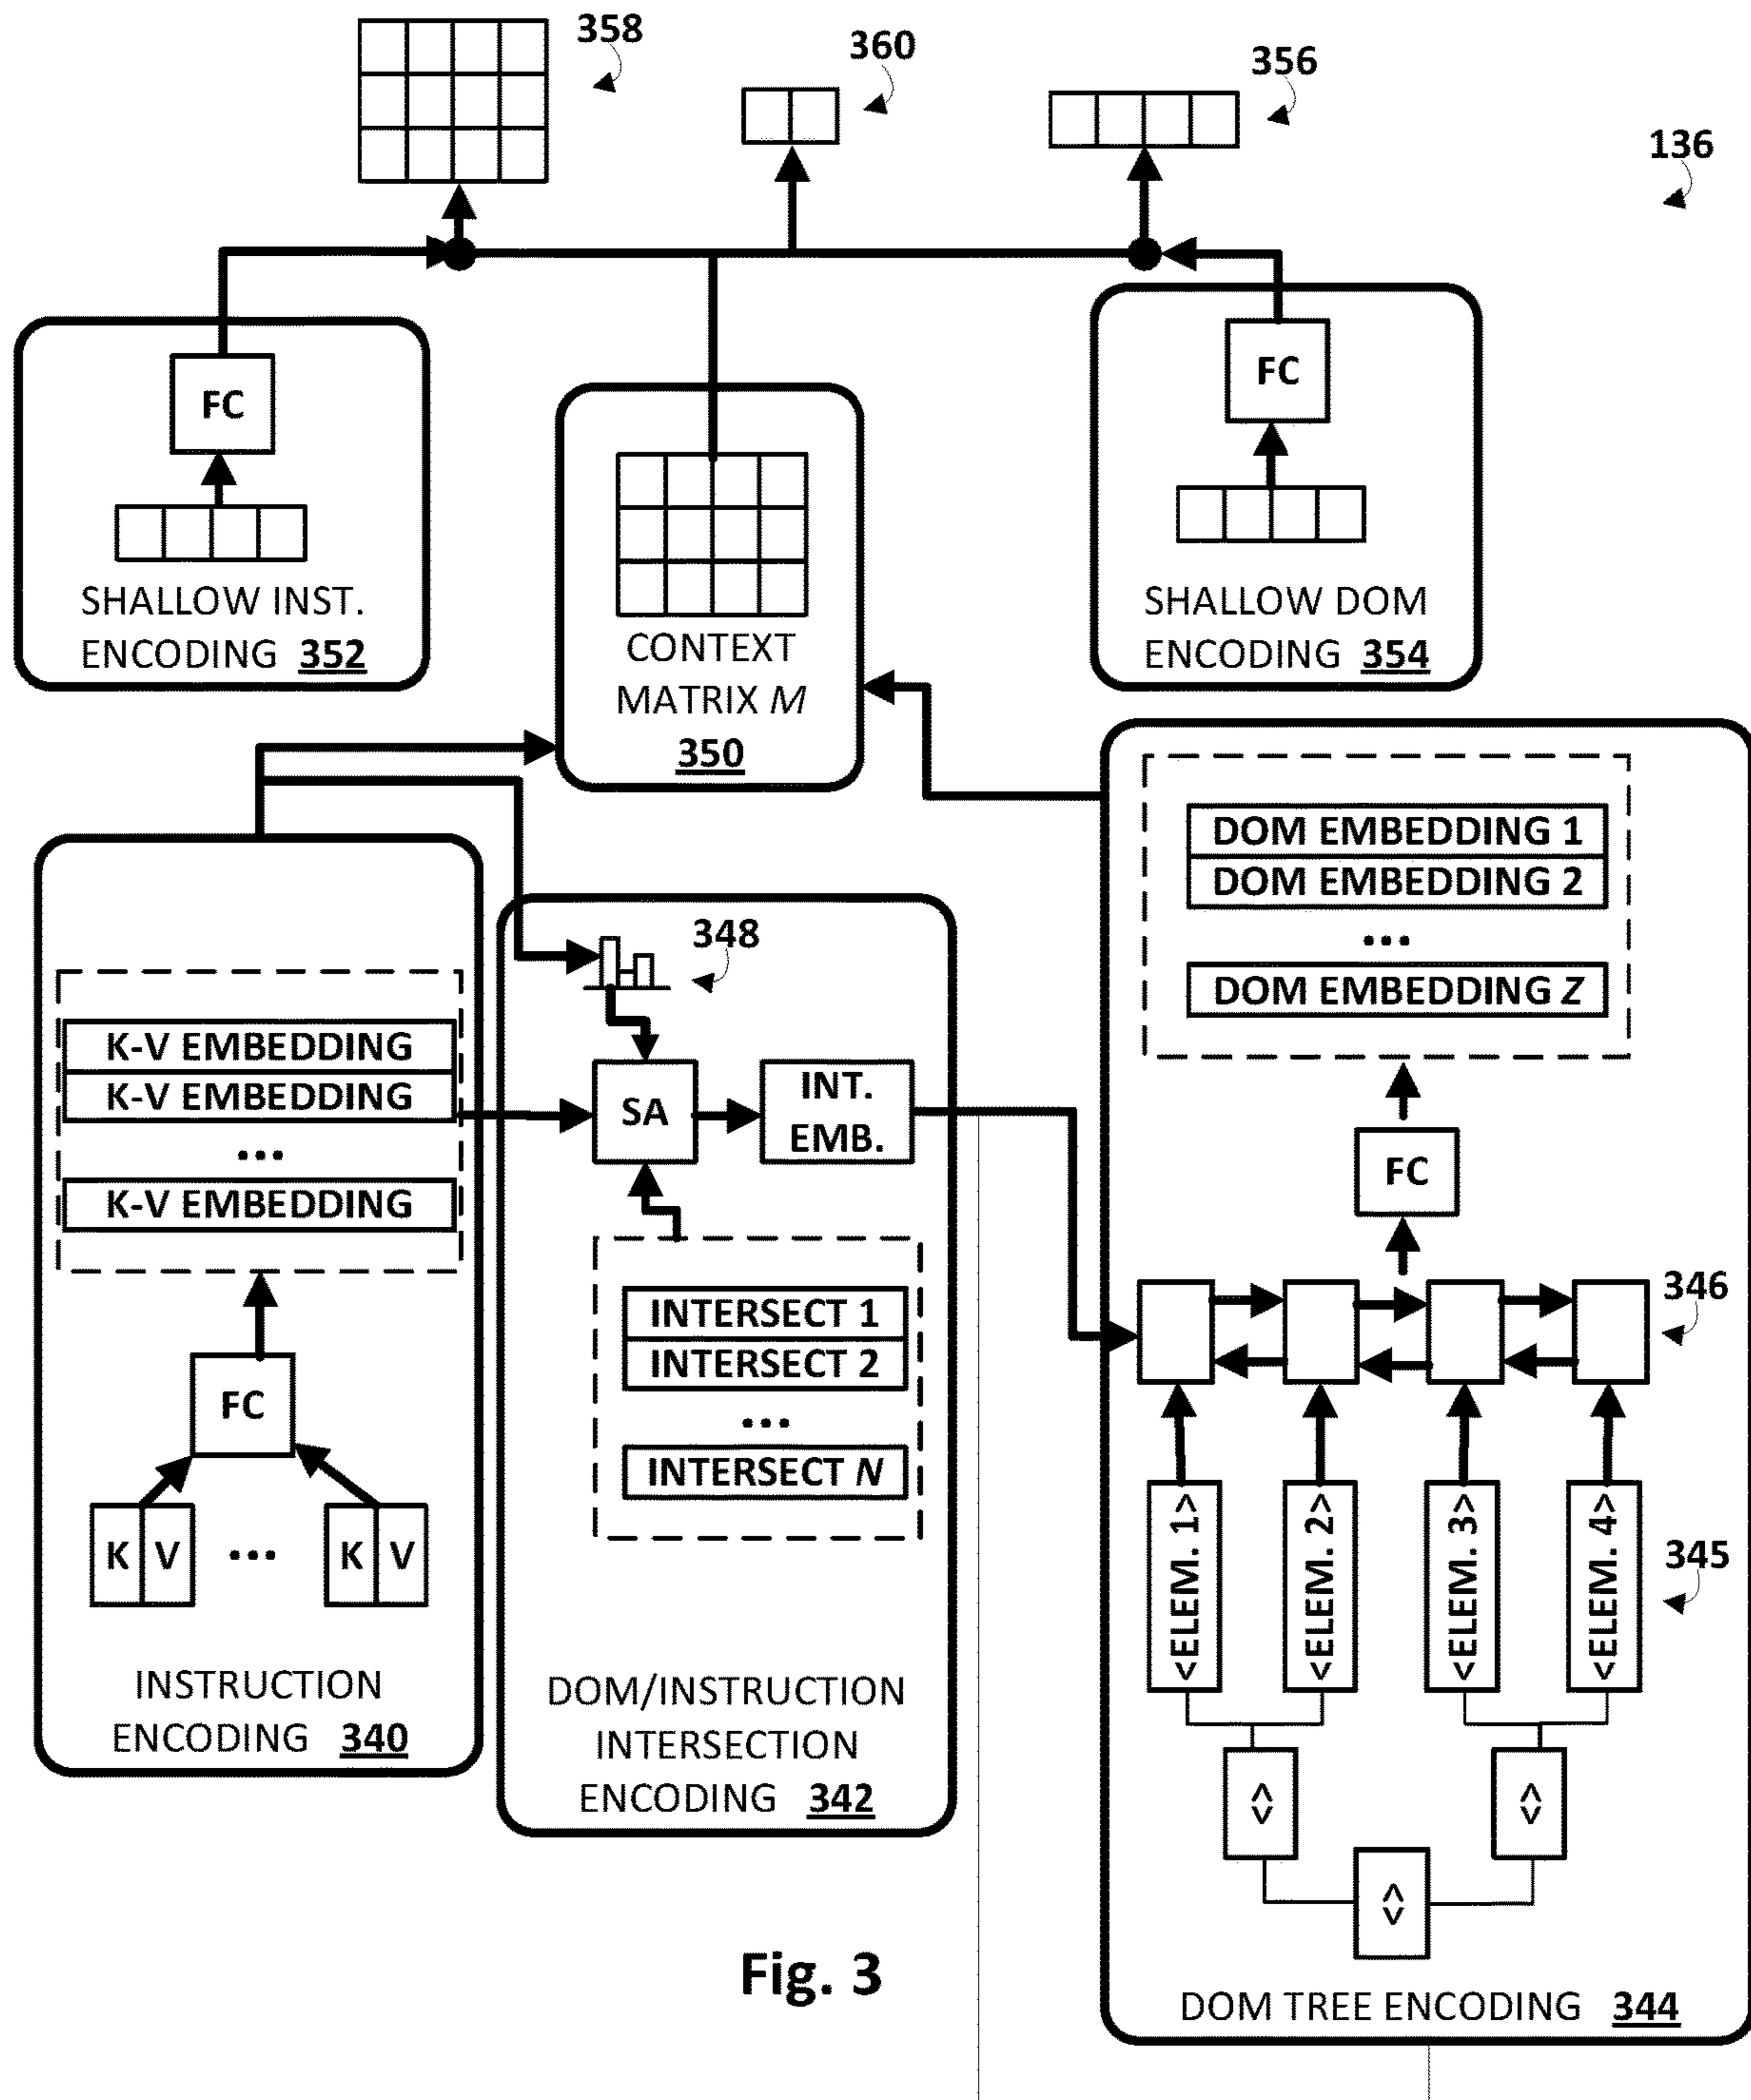 358
360
356
136
FC
SHALLOW INST.
ENCODING 352
CONTEXT
MATRIX M
350
FC
SHALLOW DOM
ENCODING 354
K-V EMBEDDING
K-V EMBEDDING
...
K-V EMBEDDING
FC
K V ... K V
INSTRUCTION
ENCODING 340
348
SA
INT.
EMB.
INTERSECT 1
INTERSECT 2
...
INTERSECT N
DOM/INSTRUCTION
INTERSECTION
ENCODING 342
DOM EMBEDDING 1
DOM EMBEDDING 2
...
DOM EMBEDDING Z
FC
346
<ELEM. 1>
<ELEM. 2>
<ELEM. 3>
<ELEM. 4>
345
<>
<>
<>
DOM TREE ENCODING 344
Fig. 3